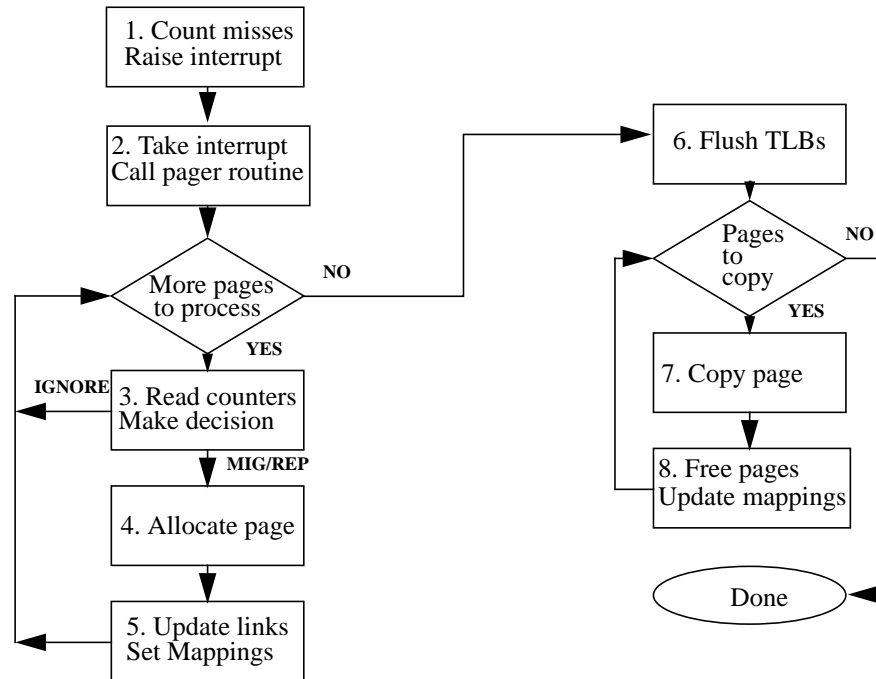 1. Count misses
Raise interrupt
2. Take interrupt
Call pager routine
More pages
to process
NO
YES
IGNORE
3. Read counters
Make decision
MIG/REP
4. Allocate page
5. Update links
Set Mappings
6. Flush TLBs
Pages
to
copy
NO
YES
7. Copy page
8. Free pages
Update mappings
Done